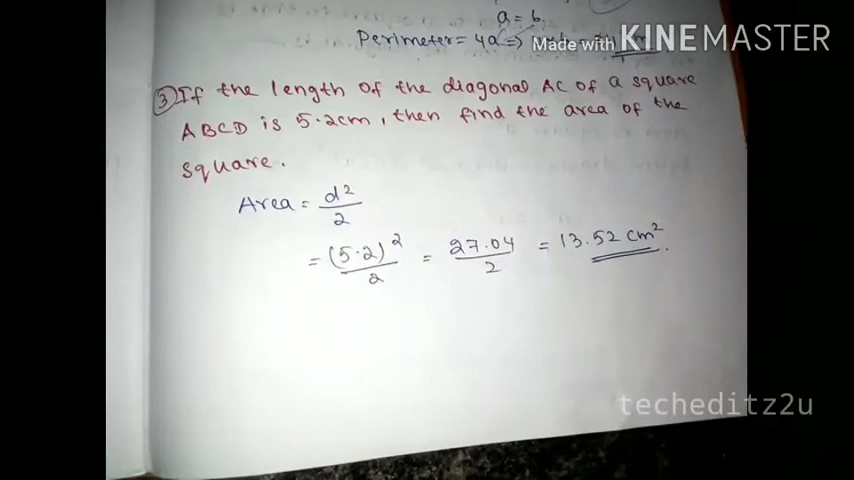 a = 6
Perimeter = 4a ⇒
Made with KINEMASTER
③ If the length of the diagonal AC of a square
ABCD is 5.2cm, then find the area of the
square.
Area = d²/2
= (5.2)²/2 = 27.04/2 = 13.52 cm².
techeditz2u